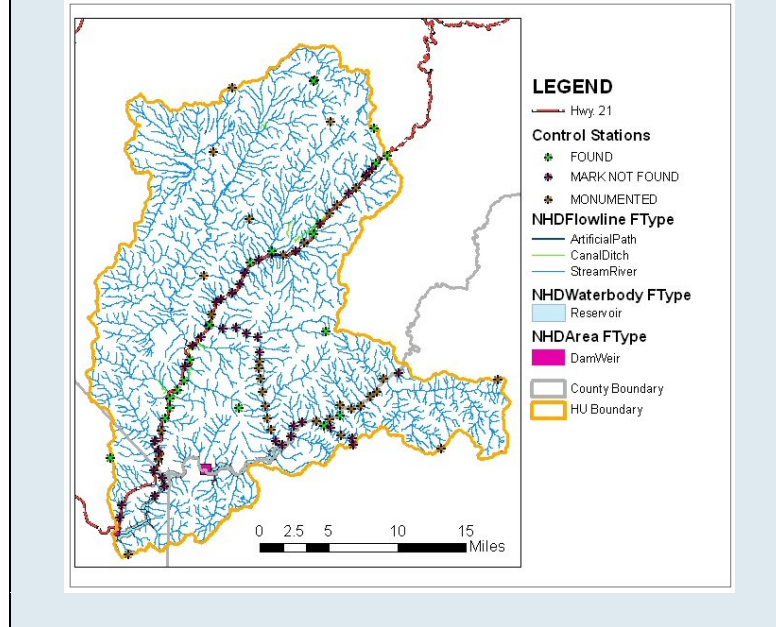 LEGEND
Hwy. 21
Control Stations
FOUND
MARK NOT FOUND
MONUMENTED
NHDFlowline FType
ArtificialPath
CanalDitch
StreamRiver
NHDWaterbody FType
Reservoir
NHDArea FType
DamWeir
County Boundary
HU Boundary
0 2.5 5 10 15
Miles